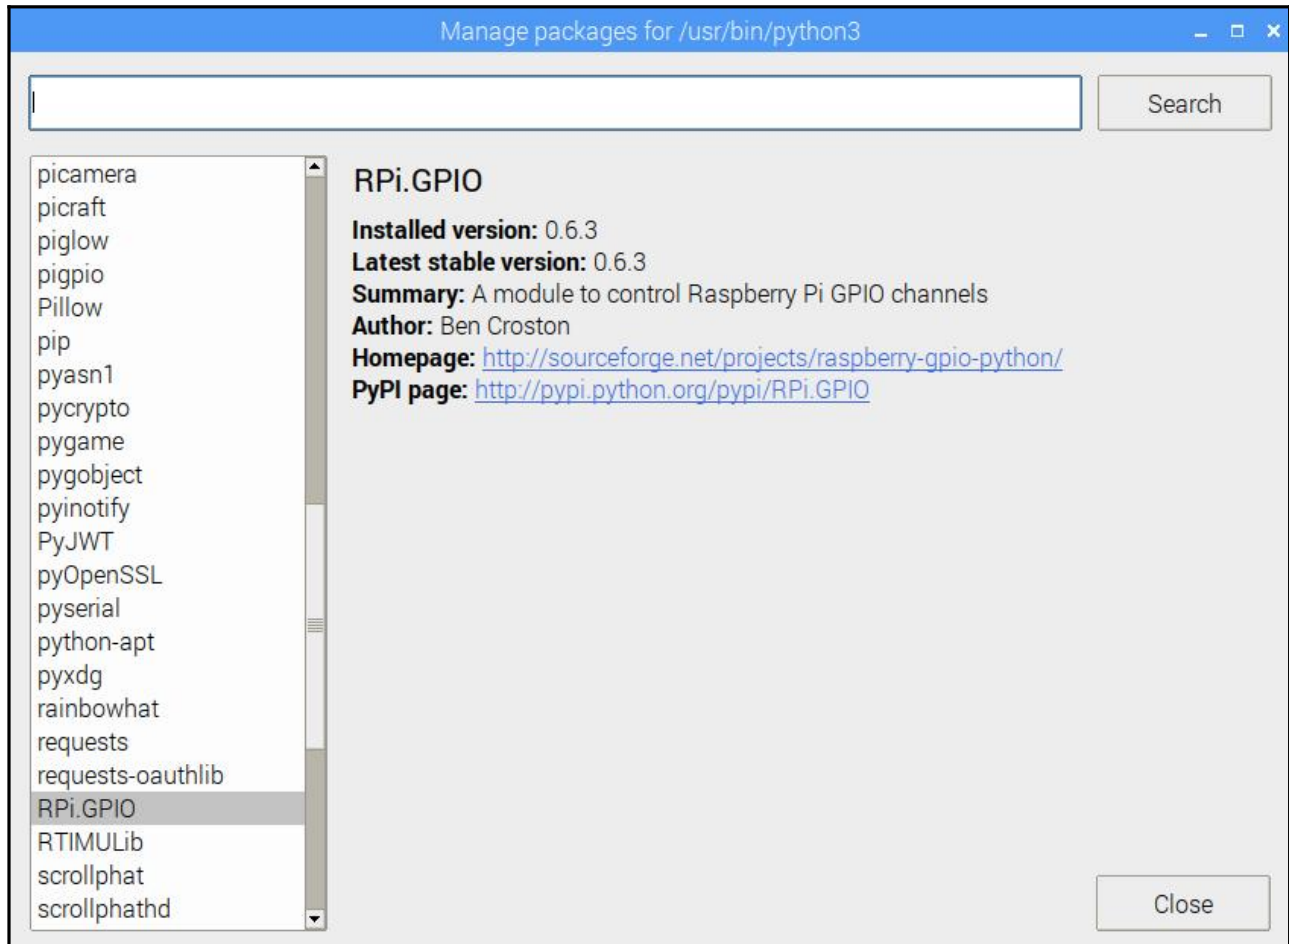 Manage packages for /usr/bin/python3
Search
picamera
picraft
piglow
pigpio
Pillow
pip
pyasn1
pycrypto
pygame
pygobject
pyinotify
PyJWT
pyOpenSSL
pyserial
python-apt
pyxdg
rainbowhat
requests
requests-oauthlib
RPi.GPIO
RTIMULib
scrollphat
scrollphathd
RPi.GPIO
Installed version: 0.6.3
Latest stable version: 0.6.3
Summary: A module to control Raspberry Pi GPIO channels
Author: Ben Croston
Homepage: http://sourceforge.net/projects/raspberry-gpio-python/
PyPI page: http://pypi.python.org/pypi/RPi.GPIO
Close